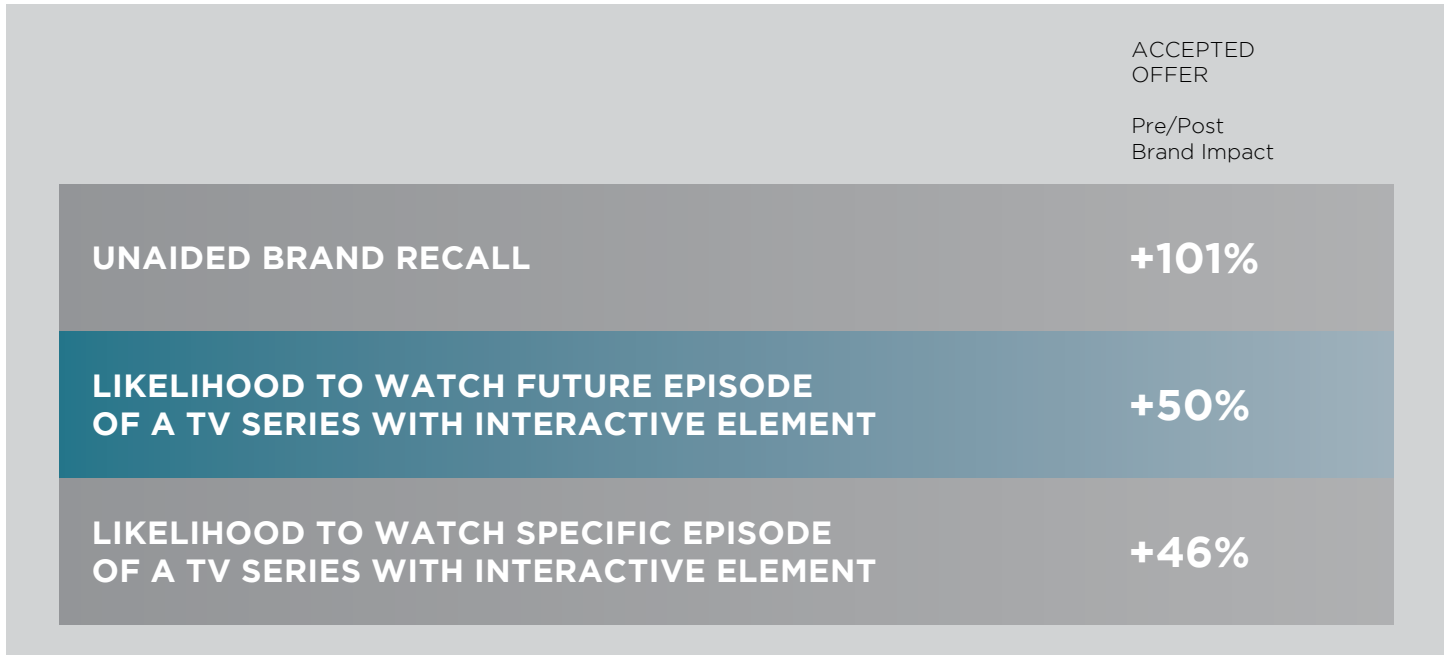 ACCEPTED
OFFER
Pre/Post
Brand Impact
UNAIDED BRAND RECALL
+101%
LIKELIHOOD TO WATCH FUTURE EPISODE
OF A TV SERIES WITH INTERACTIVE ELEMENT
+50%
LIKELIHOOD TO WATCH SPECIFIC EPISODE
OF A TV SERIES WITH INTERACTIVE ELEMENT
+46%